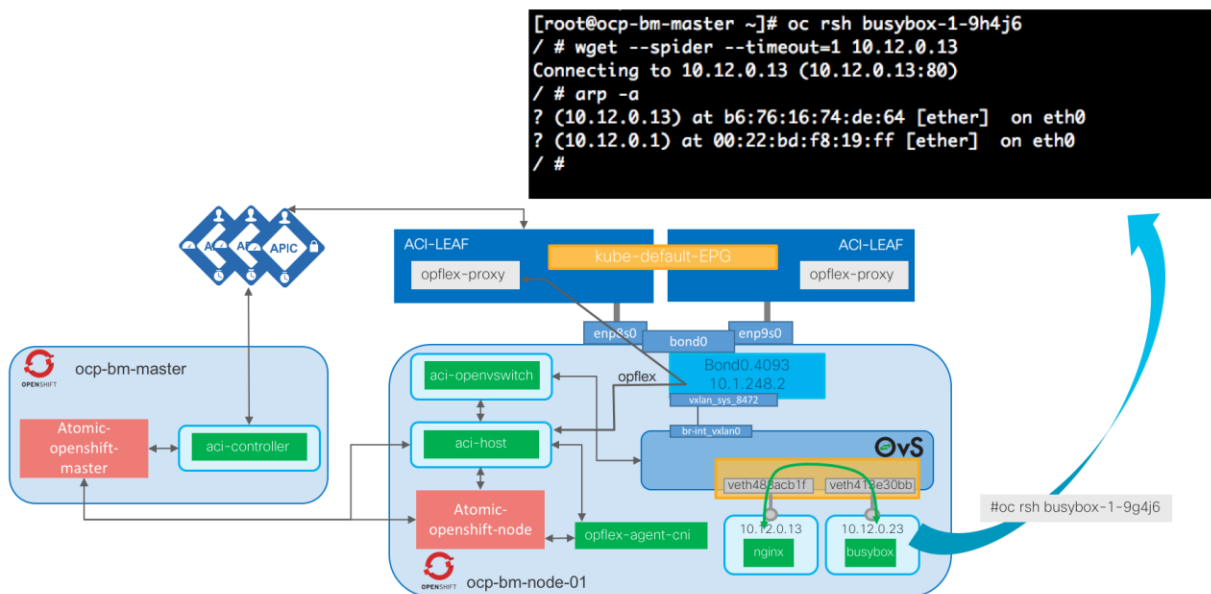 [root@ocp-bm-master ~]# oc rsh busybox-1-9h4j6
/ # wget --spider --timeout=1 10.12.0.13
Connecting to 10.12.0.13 (10.12.0.13:80)
/ # arp -a
? (10.12.0.13) at b6:76:16:74:de:64 [ether]  on eth0
? (10.12.0.1) at 00:22:bd:f8:19:ff [ether]  on eth0
/ #
APIC
ACI-LEAF
ACI-LEAF
kube-default-EPG
opflex-proxy
opflex-proxy
enp8s0
enp9s0
bond0
OPENSHIFT
ocp-bm-master
Atomic-
openshift-
master
aci-controller
aci-openvswitch
opflex
Bond0.4093
10.1.248.2
vxlan_sys_8472
br-int_vxlan0
aci-host
OvS
veth483acb1f
veth413e30bb
Atomic-
openshift-node
opflex-agent-cni
10.12.0.13
10.12.0.23
nginx
busybox
#oc rsh busybox-1-9g4j6
OPENSHIFT
ocp-bm-node-01